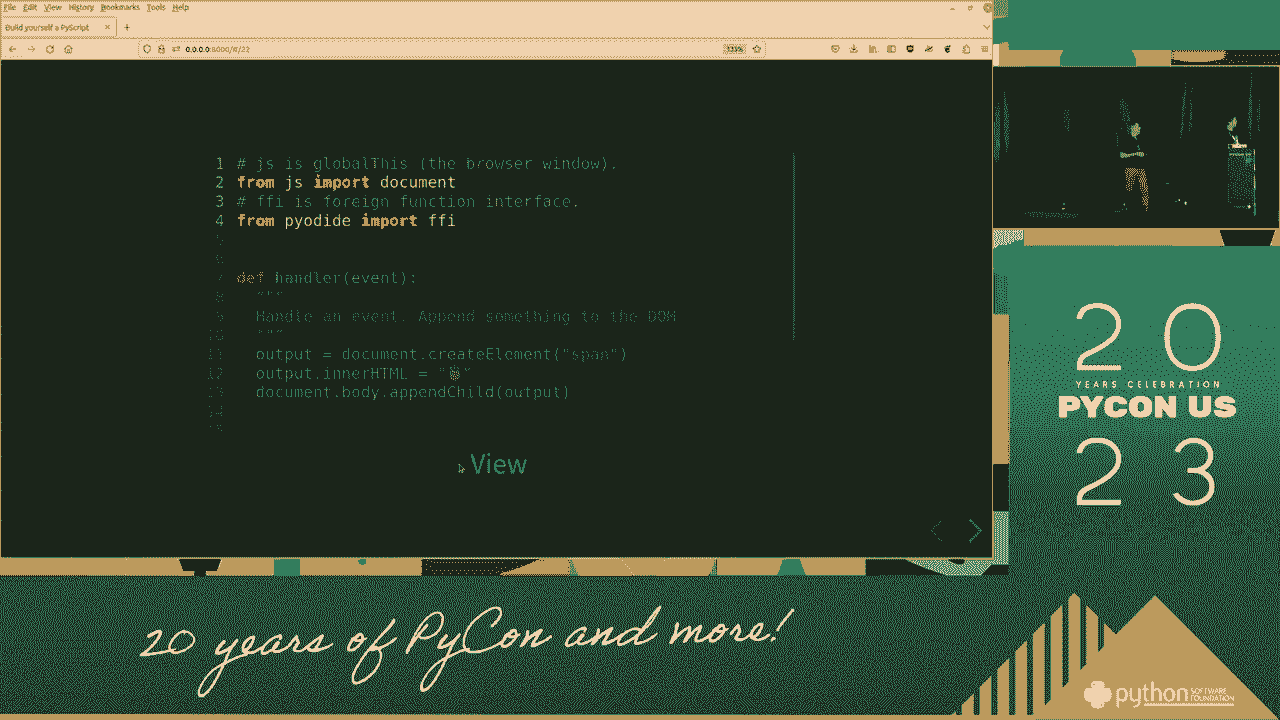 File Edit View History Bookmarks Tools Help
Build yourself a PyScript
0.0.0.0:8000/#/22
1 # js is globalThis (the browser window).
2 from js import document
3 # ffi is foreign function interface.
4 from pyodide import ffi
5
6
7 def handler(event):
8 """
9 Handle an event. Append something to the DOM
10 """
11 output = document.createElement("span")
12 output.innerHTML = "
13 document.body.appendChild(output)
14
View
20
YEARS CELEBRATION
PYCON US
23
20 years of PyCon and more!
python SOFTWARE FOUNDATION